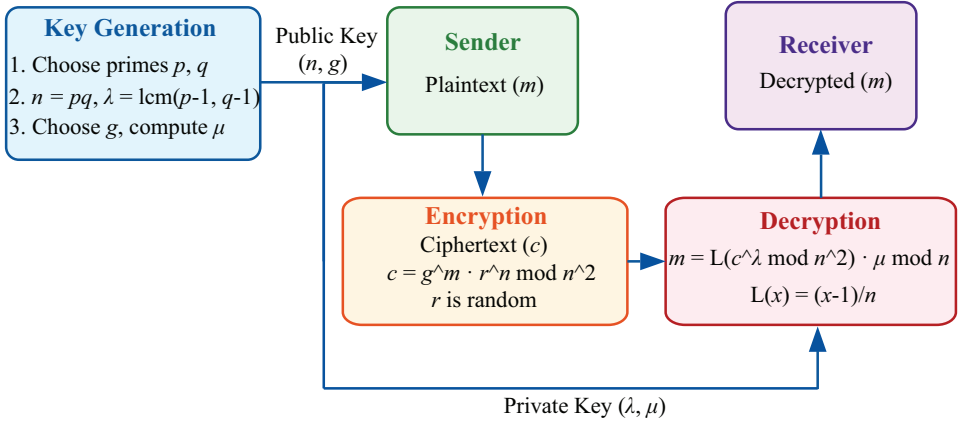 Key Generation
1. Choose primes p, q
2. n = pq, λ = lcm(p-1, q-1)
3. Choose g, compute μ
Public Key
(n, g)
Sender
Plaintext (m)
Receiver
Decrypted (m)
Encryption
Ciphertext (c)
c = g^m · r^n mod n^2
r is random
Decryption
m = L(c^λ mod n^2) · μ mod n
L(x) = (x-1)/n
Private Key (λ, μ)